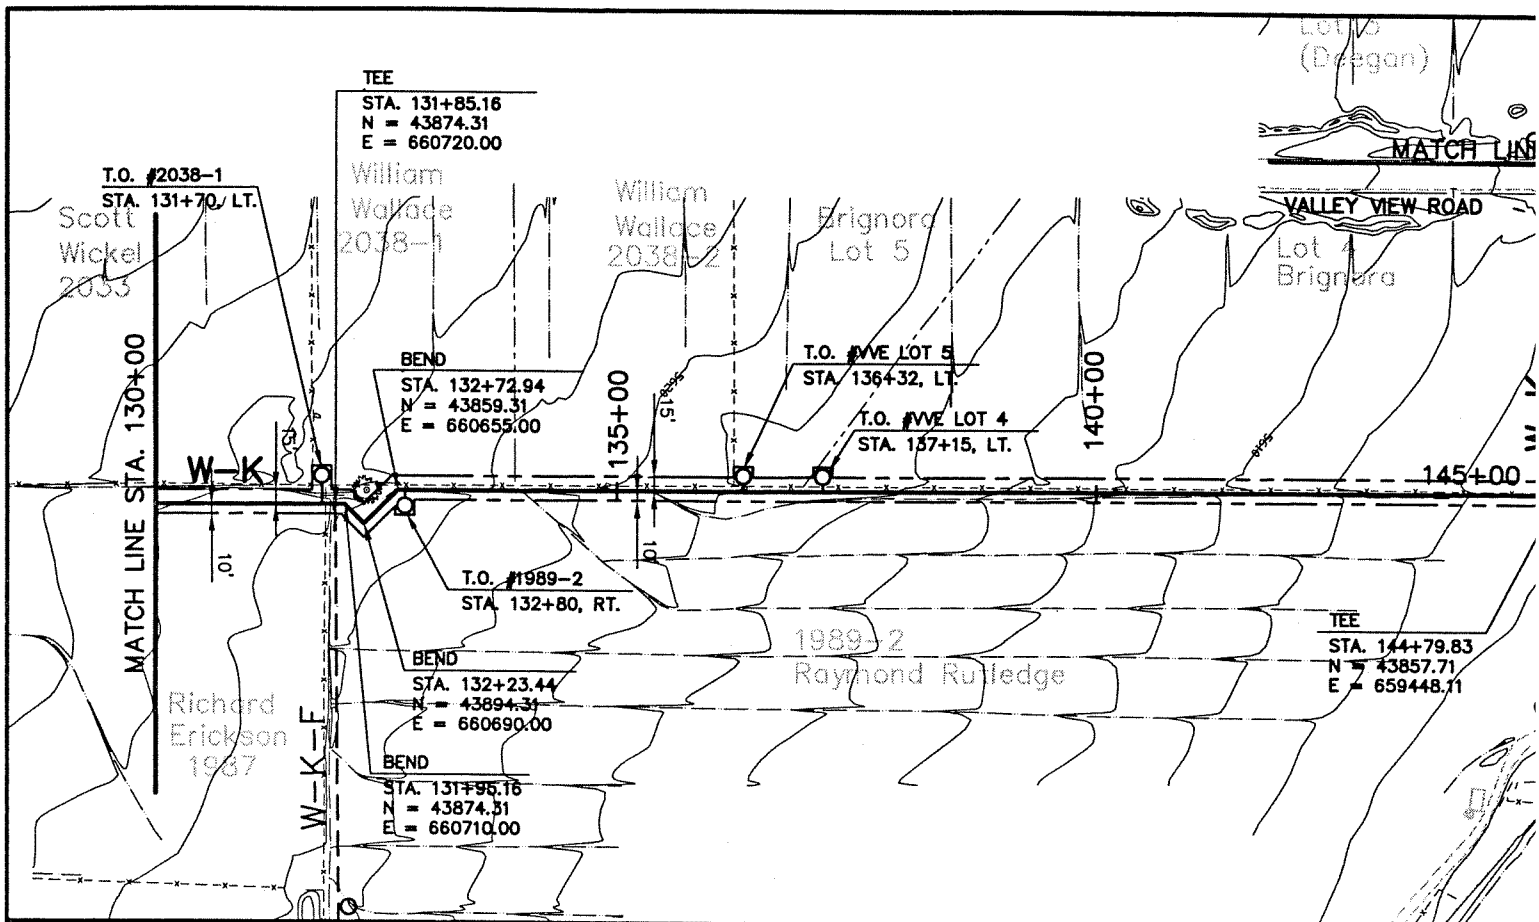 Lot
(Deegan)
MATCH
VALLEY VIEW ROAD
Lot 4
Brignora
TEE
STA. 131+85.16
N = 43874.31
E = 660720.00
T.O. #2038-1
STA. 131+70, LT.
Scott
Wickel
2033
William
Wallace
2038-1
William
Wallace
2038-2
Brignora
Lot 5
MATCH LINE STA. 130+00
W-K
15'
10'
BEND
STA. 132+72.94
N = 43859.31
E = 660655.00
135+00
5620
15'
10'
T.O. #VVE LOT 5
STA. 136+32, LT.
T.O. #VVE LOT 4
STA. 137+15, LT.
140+00
5610
145+00
T.O. #1989-2
STA. 132+80, RT.
BEND
STA. 132+23.44
N = 43894.31
E = 660690.00
BEND
STA. 131+95.16
N = 43874.31
E = 660710.00
Richard
Erickson
1987
1989-2
Raymond Rutledge
TEE
STA. 144+79.83
N = 43857.71
E = 659448.11